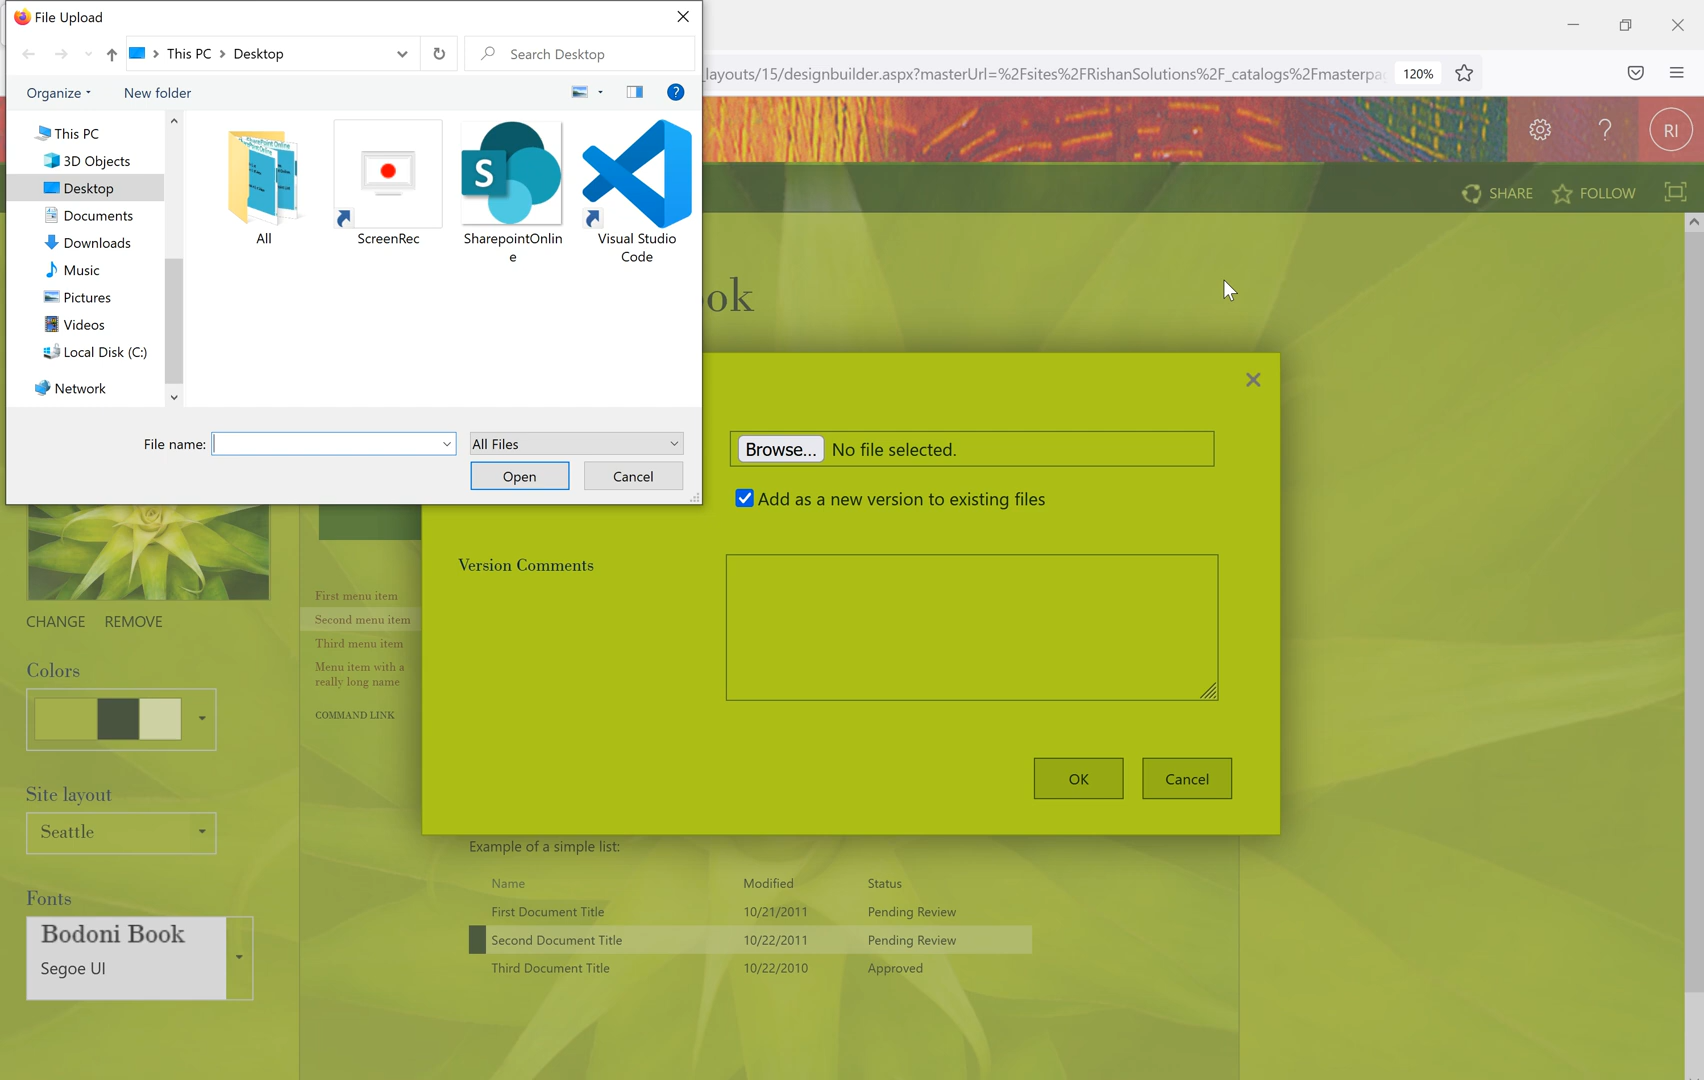 File Upload
This PC > Desktop
Search Desktop
Organize
New folder
?
This PC
3D Objects
Desktop
Documents
Downloads
Music
Pictures
Videos
Local Disk (C:)
Network
All
ScreenRec
S
SharepointOnlin
e
Visual Studio
Code
File name:
All Files
Open
Cancel
layouts/15/designbuilder.aspx?masterUrl=%2Fsites%2FRishanSolutions%2F_catalogs%2Fmasterpa
120%
?
RI
SHARE
FOLLOW
ook
Browse...
No file selected.
Add as a new version to existing files
Version Comments
OK
Cancel
CHANGE
REMOVE
Colors
Site layout
Seattle
Fonts
Bodoni Book
Segoe UI
First menu item
Second menu item
Third menu item
Menu item with a
really long name
COMMAND LINK
Example of a simple list:
Name Modified Status
First Document Title 10/21/2011 Pending Review
Second Document Title 10/22/2011 Pending Review
Third Document Title 10/22/2010 Approved